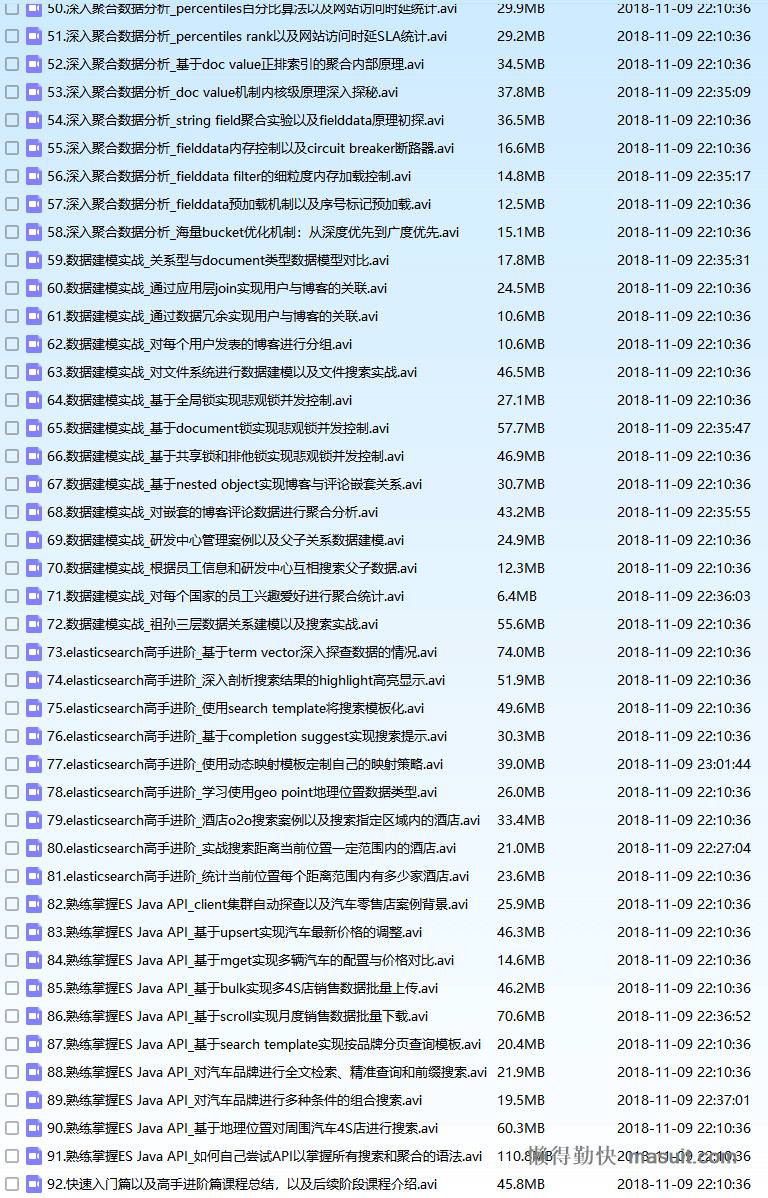 50.深入聚合数据分析_percentiles百分比算法以及网站访问时延统计.avi 29.9MB 2018-11-09 22:10:36
51.深入聚合数据分析_percentiles rank以及网站访问时延SLA统计.avi 29.2MB 2018-11-09 22:10:36
52.深入聚合数据分析_基于doc value正排索引的聚合内部原理.avi 34.5MB 2018-11-09 22:10:36
53.深入聚合数据分析_doc value机制内核级原理深入探秘.avi 37.8MB 2018-11-09 22:35:09
54.深入聚合数据分析_string field聚合实验以及fielddata原理初探.avi 36.5MB 2018-11-09 22:10:36
55.深入聚合数据分析_fielddata内存控制以及circuit breaker断路器.avi 16.6MB 2018-11-09 22:10:36
56.深入聚合数据分析_fielddata filter的细粒度内存加载控制.avi 14.8MB 2018-11-09 22:35:17
57.深入聚合数据分析_fielddata预加载机制以及序号标记预加载.avi 12.5MB 2018-11-09 22:10:36
58.深入聚合数据分析_海量bucket优化机制：从深度优先到广度优先.avi 15.1MB 2018-11-09 22:10:36
59.数据建模实战_关系型与document类型数据模型对比.avi 17.8MB 2018-11-09 22:35:31
60.数据建模实战_通过应用层join实现用户与博客的关联.avi 24.5MB 2018-11-09 22:10:36
61.数据建模实战_通过数据冗余实现用户与博客的关联.avi 10.6MB 2018-11-09 22:10:36
62.数据建模实战_对每个用户发表的博客进行分组.avi 10.6MB 2018-11-09 22:10:36
63.数据建模实战_对文件系统进行数据建模以及文件搜索实战.avi 46.5MB 2018-11-09 22:10:36
64.数据建模实战_基于全局锁实现悲观锁并发控制.avi 27.1MB 2018-11-09 22:10:36
65.数据建模实战_基于document锁实现悲观锁并发控制.avi 57.7MB 2018-11-09 22:35:47
66.数据建模实战_基于共享锁和排他锁实现悲观锁并发控制.avi 46.9MB 2018-11-09 22:10:36
67.数据建模实战_基于nested object实现博客与评论嵌套关系.avi 30.7MB 2018-11-09 22:10:36
68.数据建模实战_对嵌套的博客评论数据进行聚合分析.avi 43.2MB 2018-11-09 22:35:55
69.数据建模实战_研发中心管理案例以及父子关系数据建模.avi 24.9MB 2018-11-09 22:10:36
70.数据建模实战_根据员工信息和研发中心互相搜索父子数据.avi 12.3MB 2018-11-09 22:10:36
71.数据建模实战_对每个国家的员工兴趣爱好进行聚合统计.avi 6.4MB 2018-11-09 22:36:03
72.数据建模实战_祖孙三层数据关系建模以及搜索实战.avi 55.6MB 2018-11-09 22:10:36
73.elasticsearch高手进阶_基于term vector深入探查数据的情况.avi 74.0MB 2018-11-09 22:10:36
74.elasticsearch高手进阶_深入剖析搜索结果的highlight高亮显示.avi 51.9MB 2018-11-09 22:10:36
75.elasticsearch高手进阶_使用search template将搜索模板化.avi 49.6MB 2018-11-09 22:10:36
76.elasticsearch高手进阶_基于completion suggest实现搜索提示.avi 30.3MB 2018-11-09 22:10:36
77.elasticsearch高手进阶_使用动态映射模板定制自己的映射策略.avi 39.0MB 2018-11-09 23:01:44
78.elasticsearch高手进阶_学习使用geo point地理位置数据类型.avi 26.0MB 2018-11-09 22:10:36
79.elasticsearch高手进阶_酒店o2o搜索案例以及搜索指定区域内的酒店.avi 33.4MB 2018-11-09 22:10:36
80.elasticsearch高手进阶_实战搜索距离当前位置一定范围内的酒店.avi 21.0MB 2018-11-09 22:27:04
81.elasticsearch高手进阶_统计当前位置每个距离范围内有多少家酒店.avi 23.6MB 2018-11-09 22:10:36
82.熟练掌握ES Java API_client集群自动探查以及汽车零售店案例背景.avi 25.9MB 2018-11-09 22:10:36
83.熟练掌握ES Java API_基于upsert实现汽车最新价格的调整.avi 46.3MB 2018-11-09 22:10:36
84.熟练掌握ES Java API_基于mget实现多辆汽车的配置与价格对比.avi 14.6MB 2018-11-09 22:10:36
85.熟练掌握ES Java API_基于bulk实现多4S店销售数据批量上传.avi 46.2MB 2018-11-09 22:10:36
86.熟练掌握ES Java API_基于scroll实现月度销售数据批量下载.avi 70.6MB 2018-11-09 22:36:52
87.熟练掌握ES Java API_基于search template实现按品牌分页查询模板.avi 20.4MB 2018-11-09 22:10:36
88.熟练掌握ES Java API_对汽车品牌进行全文检索、精准查询和前缀搜索.avi 21.9MB 2018-11-09 22:10:36
89.熟练掌握ES Java API_对汽车品牌进行多种条件的组合搜索.avi 19.5MB 2018-11-09 22:37:01
90.熟练掌握ES Java API_基于地理位置对周围汽车4S店进行搜索.avi 60.3MB 2018-11-09 22:10:36
91.熟练掌握ES Java API_如何自己尝试API以掌握所有搜索和聚合的语法.avi 110.8MB 2018-11-09 22:10:36
懒得勤快 masuit.com
92.快速入门篇以及高手进阶篇课程总结，以及后续阶段课程介绍.avi 45.8MB 2018-11-09 22:10:36